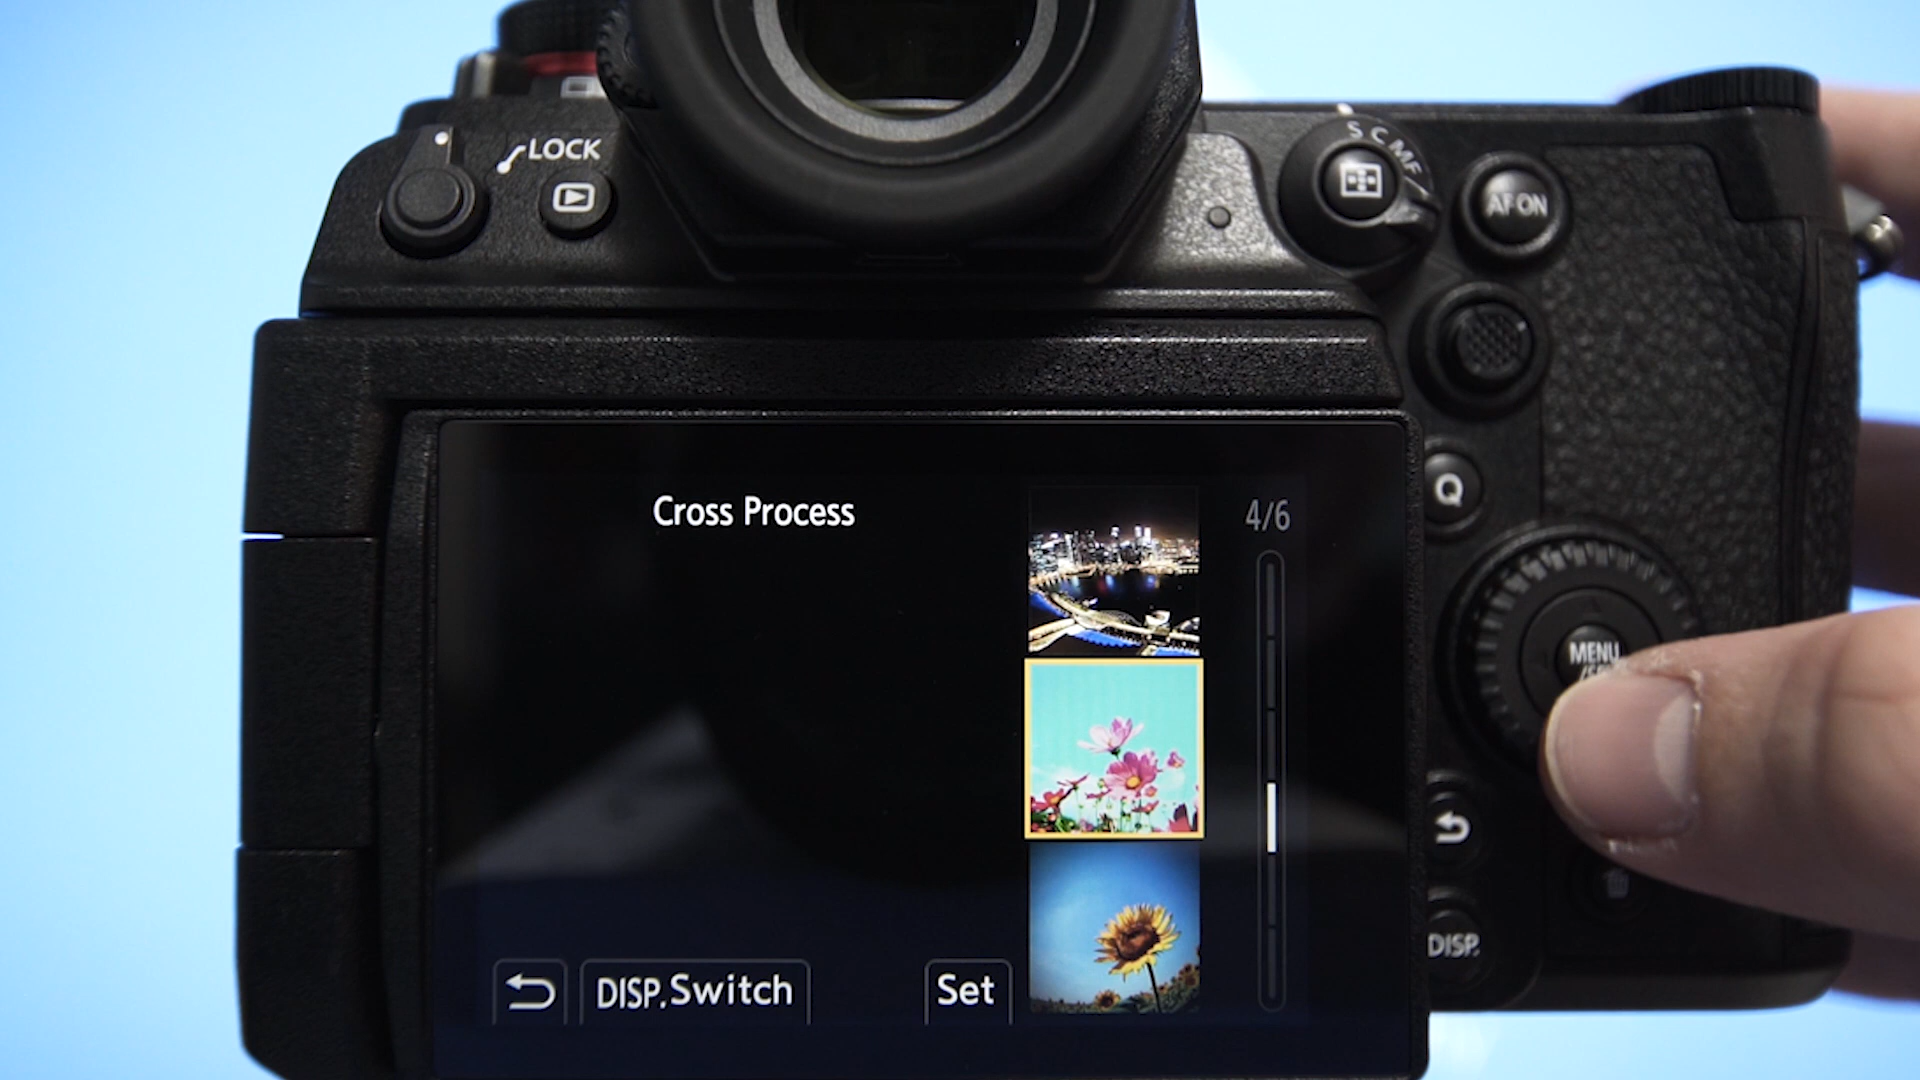 LOCK
S C MF
AF ON
Q
MENU
Cross Process
4/6
DISP.
DISP. Switch
Set